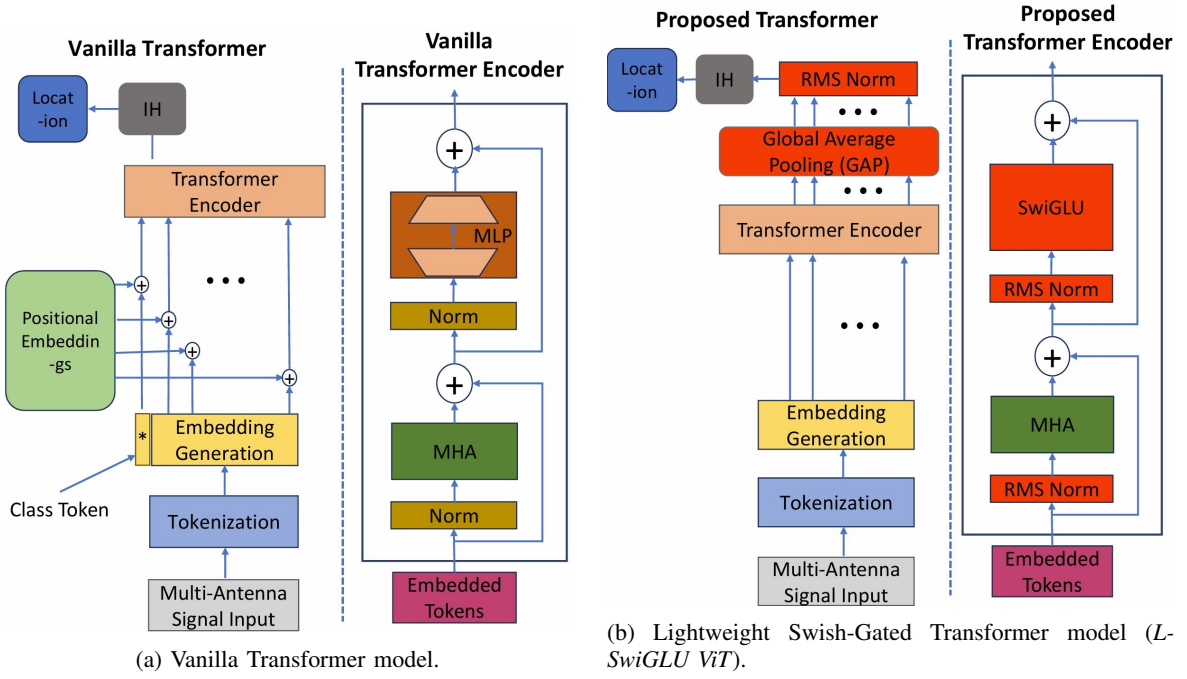 Vanilla Transformer
Locat
-ion
IH
Transformer
Encoder
Positional
Embeddin
-gs
+
+
+
+
• • •
*
Embedding
Generation
Class Token
Tokenization
Multi-Antenna
Signal Input
Vanilla
Transformer Encoder
+
MLP
Norm
+
MHA
Norm
Embedded
Tokens
(a) Vanilla Transformer model.
Proposed Transformer
Locat
-ion
IH
RMS Norm
• • •
Global Average
Pooling (GAP)
• • •
Transformer Encoder
• • •
Embedding
Generation
Tokenization
Multi-Antenna
Signal Input
Proposed
Transformer Encoder
+
SwiGLU
RMS Norm
+
MHA
RMS Norm
Embedded
Tokens
(b) Lightweight Swish-Gated Transformer model (L-
SwiGLU ViT).